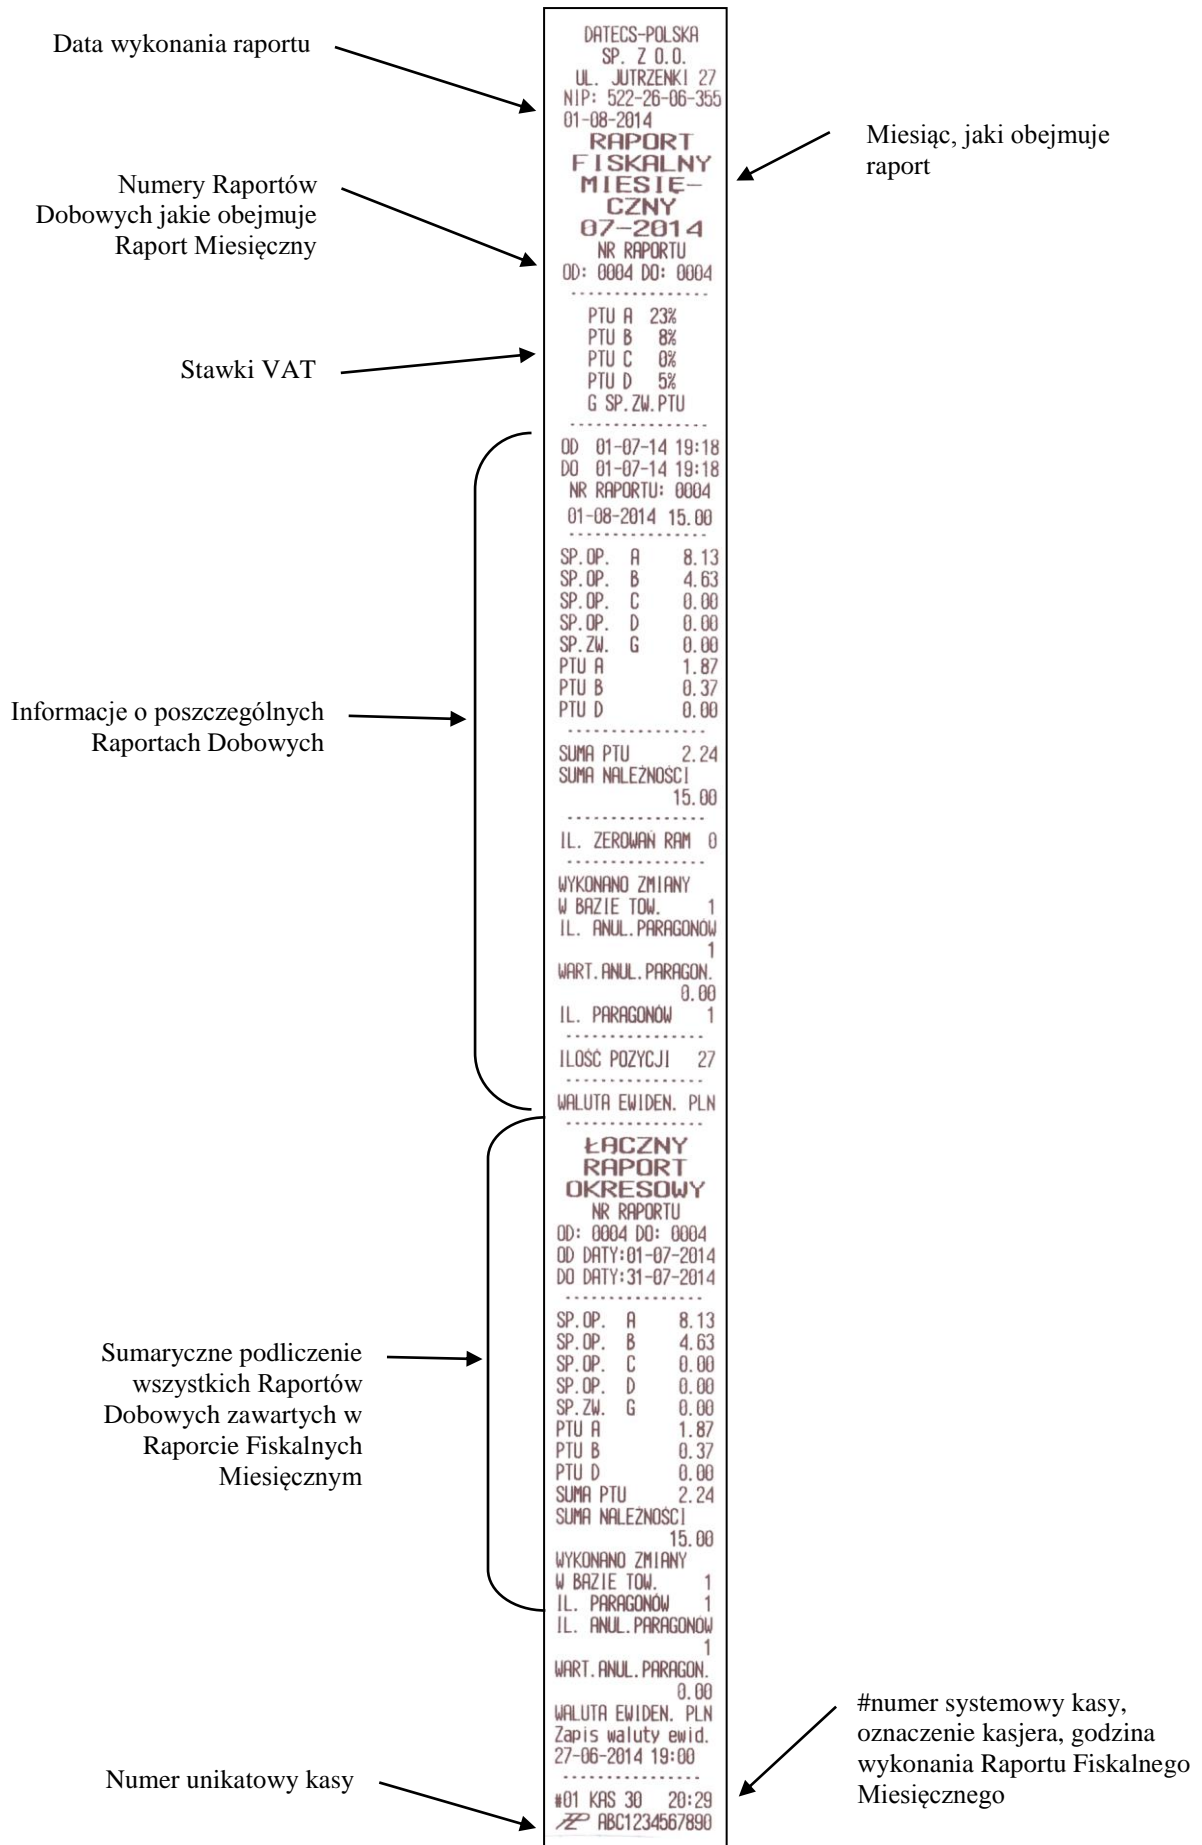 Data wykonania raportu
Numery Raportów
Dobowych jakie obejmuje
Raport Miesięczny
Stawki VAT
Informacje o poszczególnych
Raportach Dobowych
Sumaryczne podliczenie
wszystkich Raportów
Dobowych zawartych w
Raporcie Fiskalnych
Miesięcznym
Numer unikatowy kasy
DATECS-POLSKA
SP. Z O.O.
UL. JUTRZENKI 27
NIP: 522-26-06-355
01-08-2014
RAPORT
FISKALNY
MIESIĘ-
CZNY
07-2014
NR RAPORTU
OD: 0004 DO: 0004
PTU A 23%
PTU B 8%
PTU C 0%
PTU D 5%
G SP.ZW.PTU
OD 01-07-14 19:18
DO 01-07-14 19:18
NR RAPORTU: 0004
01-08-2014 15.00
SP.OP. A 8.13
SP.OP. B 4.63
SP.OP. C 0.00
SP.OP. D 0.00
SP.ZW. G 0.00
PTU A 1.87
PTU B 0.37
PTU D 0.00
SUMA PTU 2.24
SUMA NALEŻNOŚCI
15.00
IL. ZEROWAŃ RAM 0
WYKONANO ZMIANY
W BAZIE TOW. 1
IL. ANUL.PARAGONÓW
1
WART.ANUL.PARAGON.
0.00
IL. PARAGONÓW 1
ILOŚĆ POZYCJI 27
WALUTA EWIDEN. PLN
ŁĄCZNY
RAPORT
OKRESOWY
NR RAPORTU
OD: 0004 DO: 0004
OD DATY:01-07-2014
DO DATY:31-07-2014
SP.OP. A 8.13
SP.OP. B 4.63
SP.OP. C 0.00
SP.OP. D 0.00
SP.ZW. G 0.00
PTU A 1.87
PTU B 0.37
PTU D 0.00
SUMA PTU 2.24
SUMA NALEŻNOŚCI
15.00
WYKONANO ZMIANY
W BAZIE TOW. 1
IL. PARAGONÓW 1
IL. ANUL.PARAGONÓW
1
WART.ANUL.PARAGON.
0.00
WALUTA EWIDEN. PLN
Zapis waluty ewid.
27-06-2014 19:00
#01 KAS 30 20:29
ABC1234567890
Miesiąc, jaki obejmuje
raport
#numer systemowy kasy,
oznaczenie kasjera, godzina
wykonania Raportu Fiskalnego
Miesięcznego